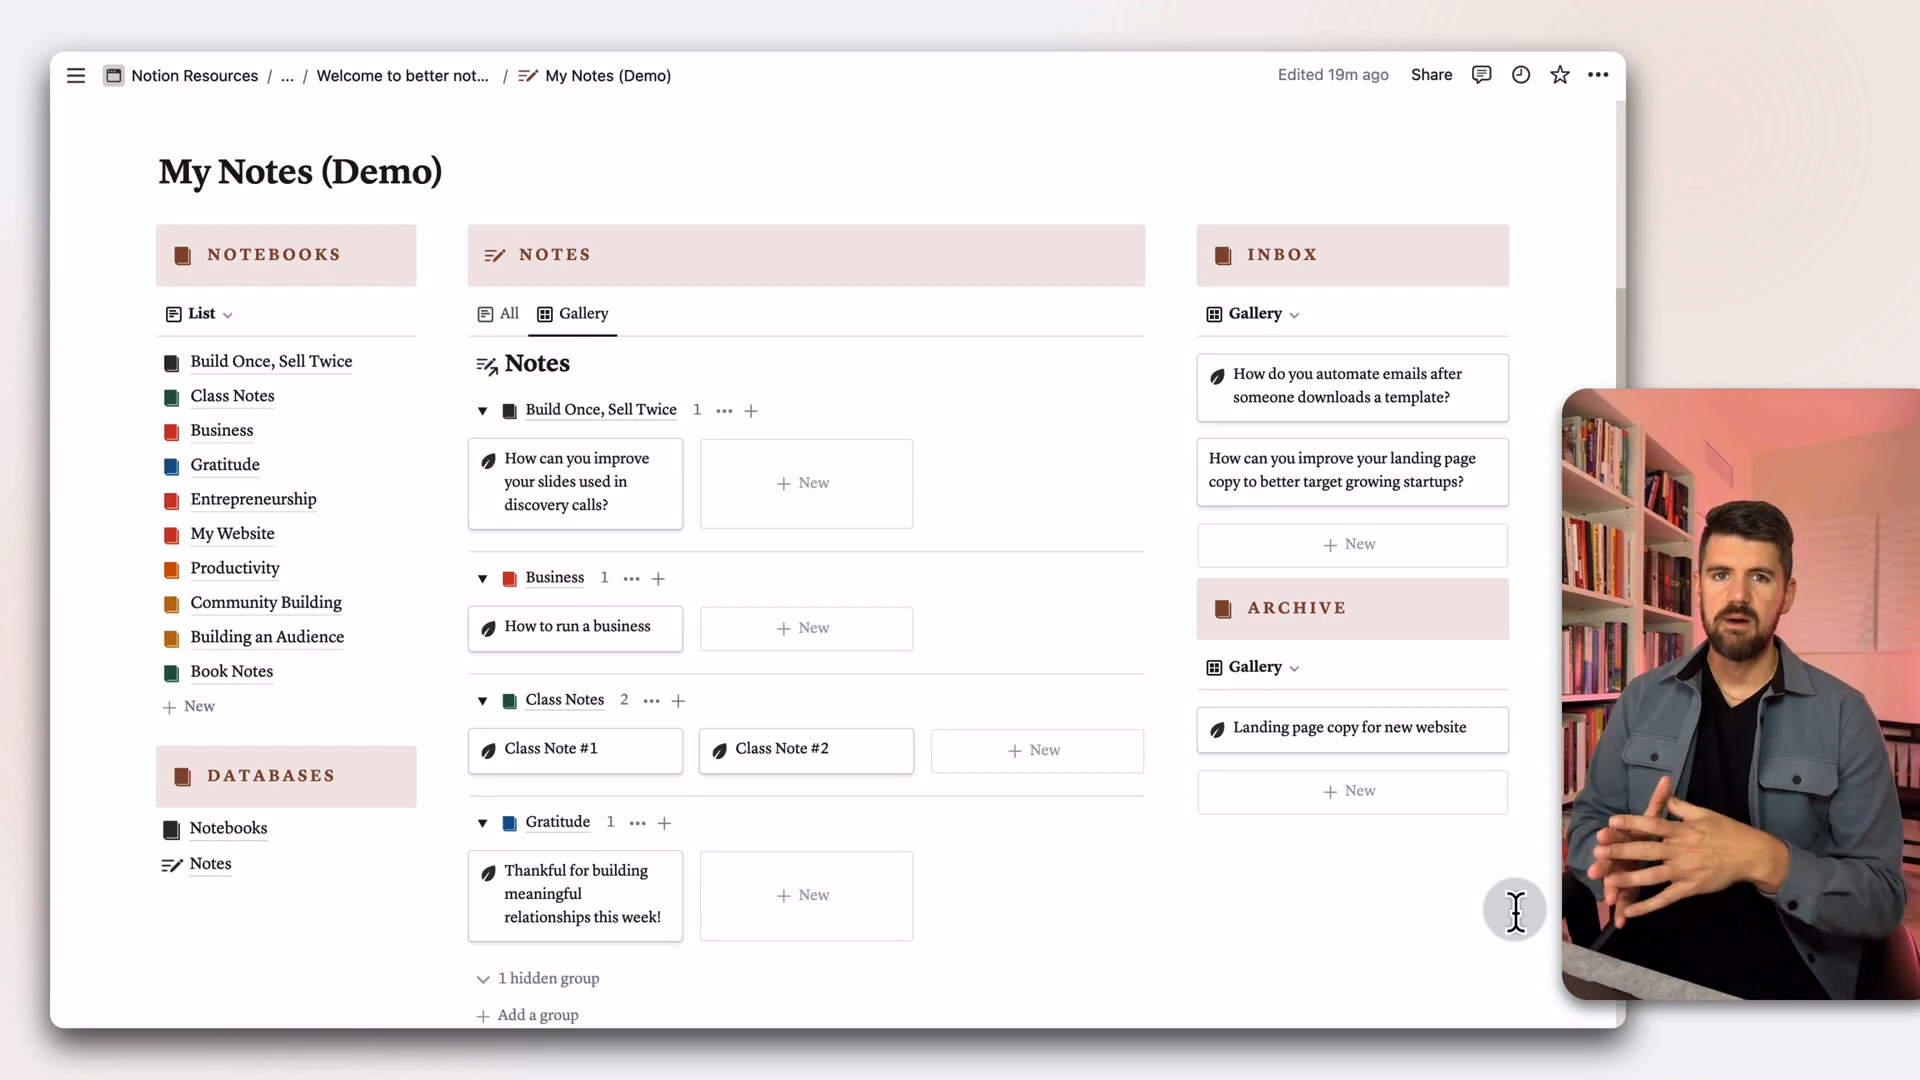 Notion Resources / ... / Welcome to better not... / My Notes (Demo)
Edited 19m ago
Share
My Notes (Demo)
NOTEBOOKS
List
Build Once, Sell Twice
Class Notes
Business
Gratitude
Entrepreneurship
My Website
Productivity
Community Building
Building an Audience
Book Notes
+ New
DATABASES
Notebooks
Notes
NOTES
All
Gallery
Notes
Build Once, Sell Twice 1 ... +
How can you improve
your slides used in
discovery calls?
+ New
Business 1 ... +
How to run a business
+ New
Class Notes 2 ... +
Class Note #1
Class Note #2
+ New
Gratitude 1 ... +
Thankful for building
meaningful
relationships this week!
+ New
1 hidden group
+ Add a group
INBOX
Gallery
How do you automate emails after
someone downloads a template?
How can you improve your landing page
copy to better target growing startups?
+ New
ARCHIVE
Gallery
Landing page copy for new website
+ New